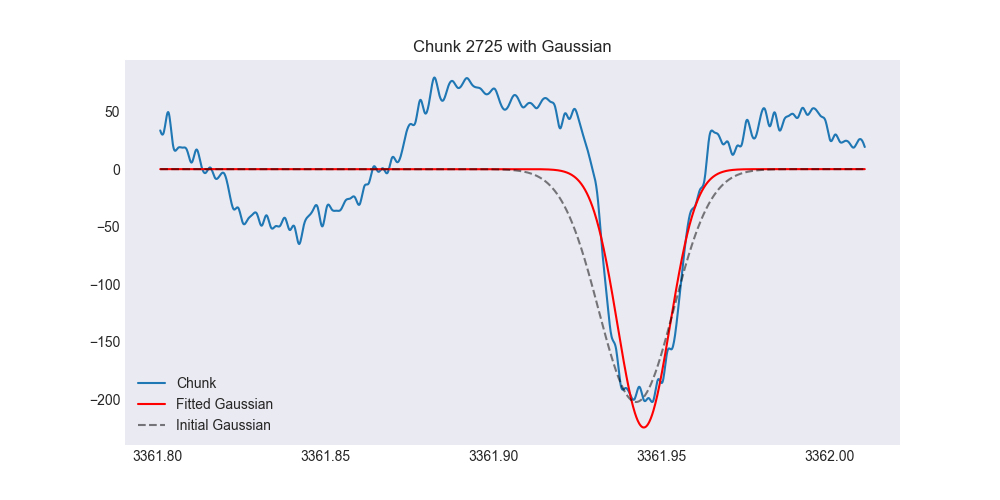 Chunk 2725 with Gaussian
50
0
−50
−100
−150
−200
Chunk
Fitted Gaussian
Initial Gaussian
3361.80 3361.85 3361.90 3361.95 3362.00